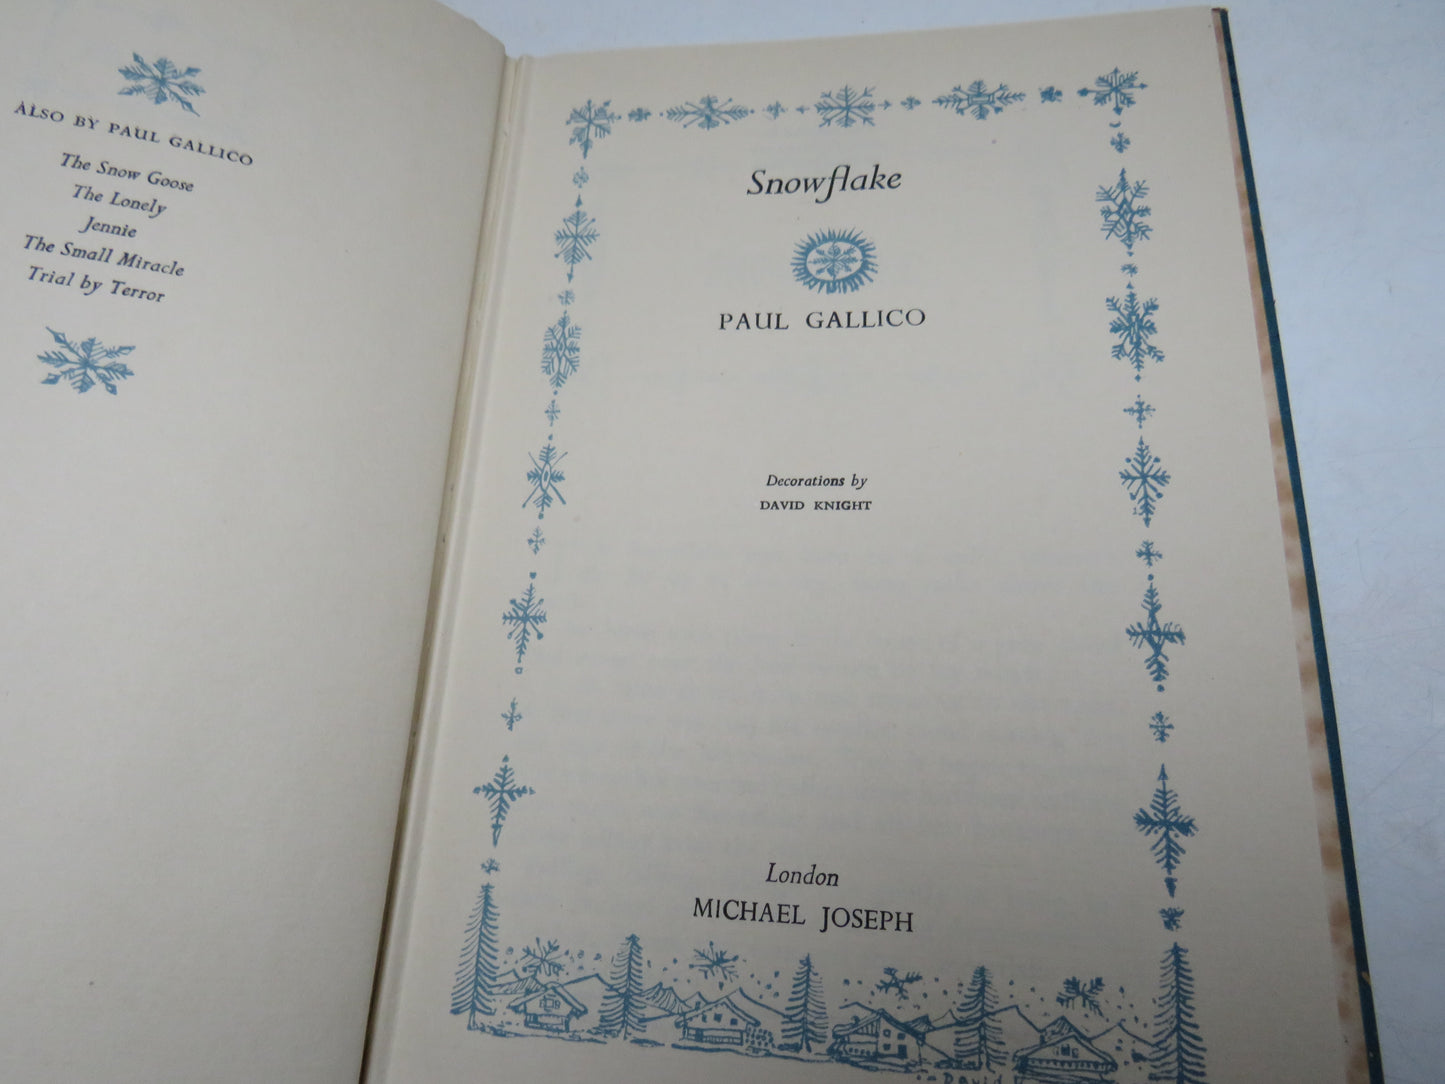 ALSO BY PAUL GALLICO
The Snow Goose
The Lonely
Jennie
The Small Miracle
Trial by Terror
Snowflake
PAUL GALLICO
Decorations by
DAVID KNIGHT
London
MICHAEL JOSEPH
DAVID